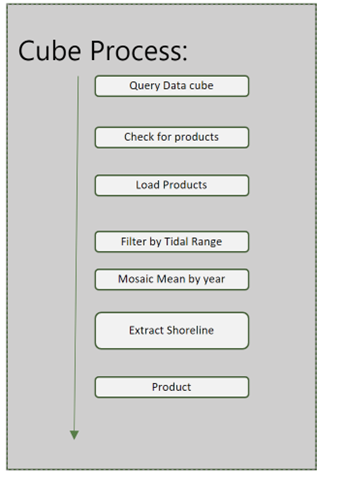 Cube Process:
Query Data cube
Check for products
Load Products
Filter by Tidal Range
Mosaic Mean by year
Extract Shoreline
Product